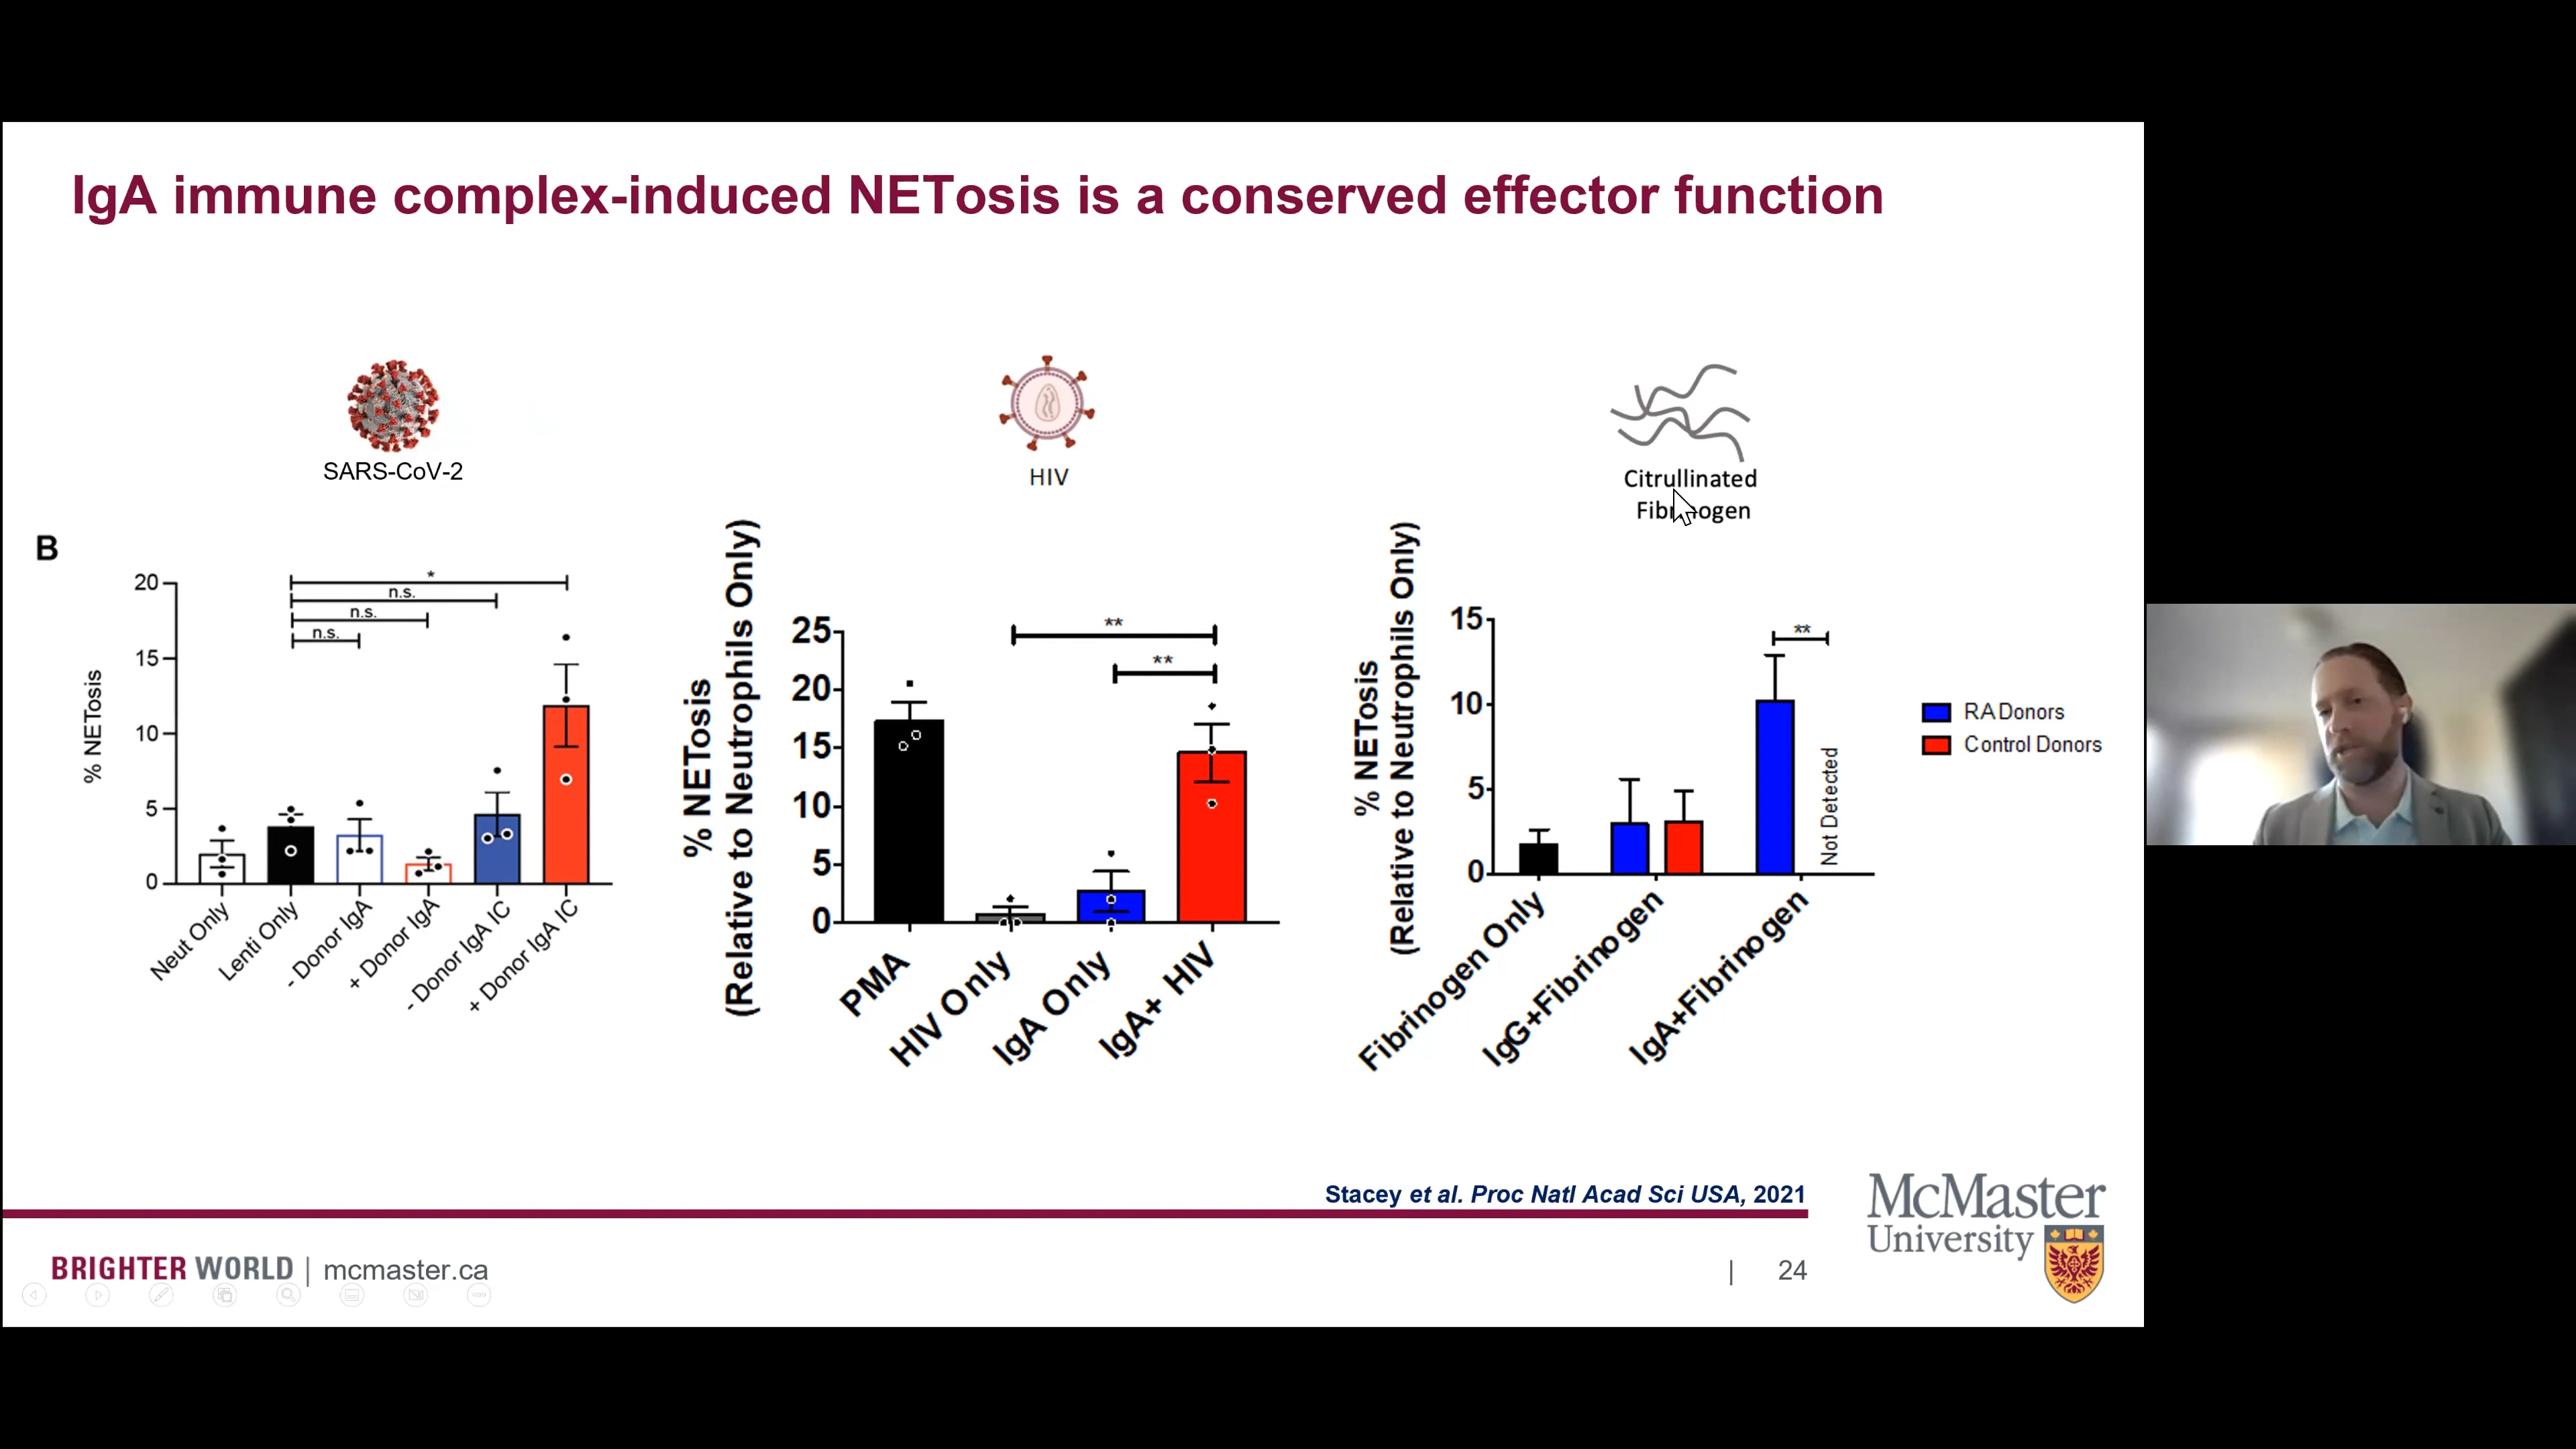 IgA immune complex-induced NETosis is a conserved effector function
SARS-CoV-2
HIV
Citrullinated
Fibrinogen
B
% NETosis
20
15
10
5
0
*
n.s.
n.s.
n.s.
Neut Only
Lenti Only
- Donor IgA
+ Donor IgA
- Donor IgA IC
+ Donor IgA IC
% NETosis
(Relative to Neutrophils Only)
25
20
15
10
5
0
**
**
PMA
HIV Only
IgA Only
IgA+ HIV
% NETosis
(Relative to Neutrophils Only)
15
10
5
0
**
Not Detected
Fibrinogen Only
IgG+Fibrinogen
IgA+Fibrinogen
RA Donors
Control Donors
Stacey et al. Proc Natl Acad Sci USA, 2021
BRIGHTER WORLD | mcmaster.ca
| 24
McMaster
University